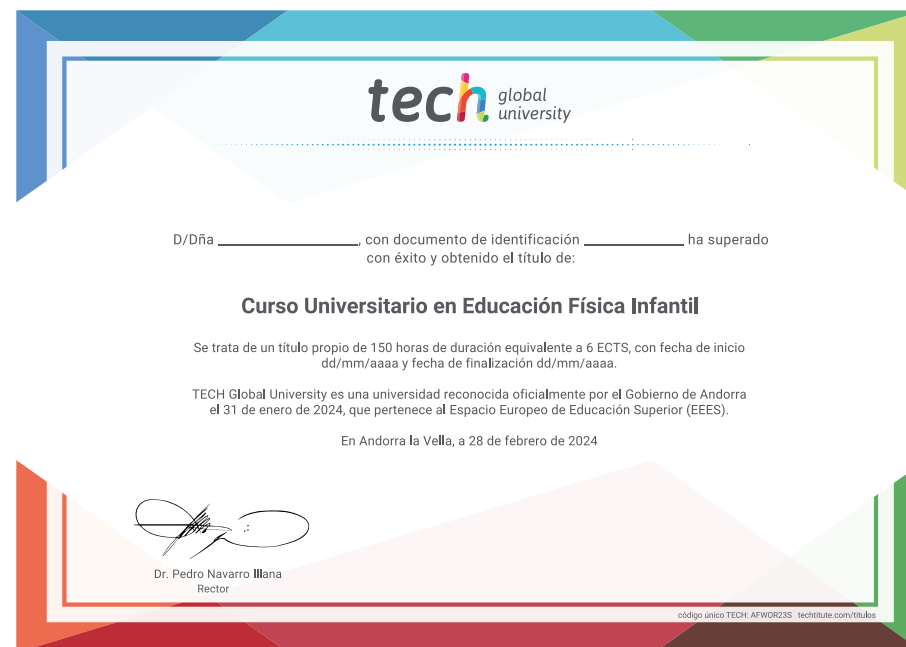 tech global university
D/Dña ____________________, con documento de identificación ______________ ha superado
con éxito y obtenido el título de:
Curso Universitario en Educación Física Infantil
Se trata de un título propio de 150 horas de duración equivalente a 6 ECTS, con fecha de inicio
dd/mm/aaaa y fecha de finalización dd/mm/aaaa.
TECH Global University es una universidad reconocida oficialmente por el Gobierno de Andorra
el 31 de enero de 2024, que pertenece al Espacio Europeo de Educación Superior (EEES).
En Andorra la Vella, a 28 de febrero de 2024
Dr. Pedro Navarro Illana
Rector
código único TECH: AFWOR23S techtitute.com/titulos